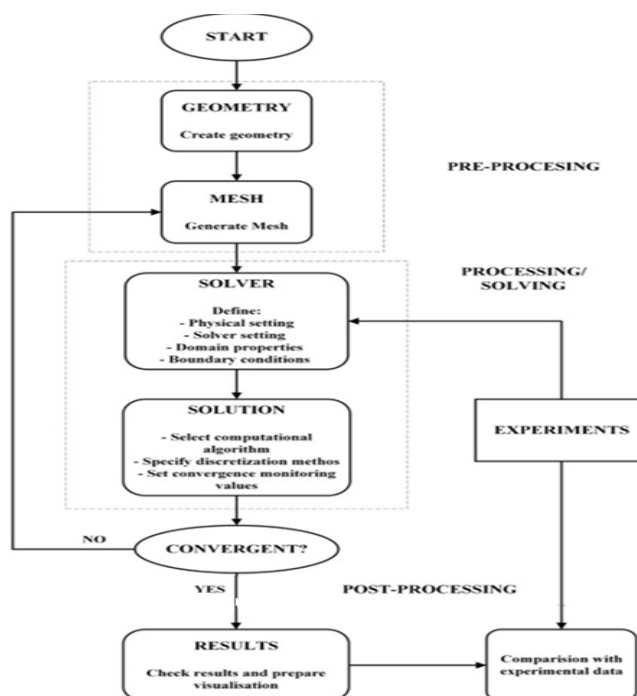 START
GEOMETRY
Create geometry
PRE-PROCESING
MESH
Generate Mesh
PROCESSING/
SOLVING
SOLVER
Define:
- Physical setting
- Solver setting
- Domain properties
- Boundary conditions
SOLUTION
- Select computational
algorithm
- Specify discretization methos
- Set convergence monitoring
values
EXPERIMENTS
NO
CONVERGENT?
YES
POST-PROCESSING
RESULTS
Check results and prepare
visualisation
Comparision with
experimental data